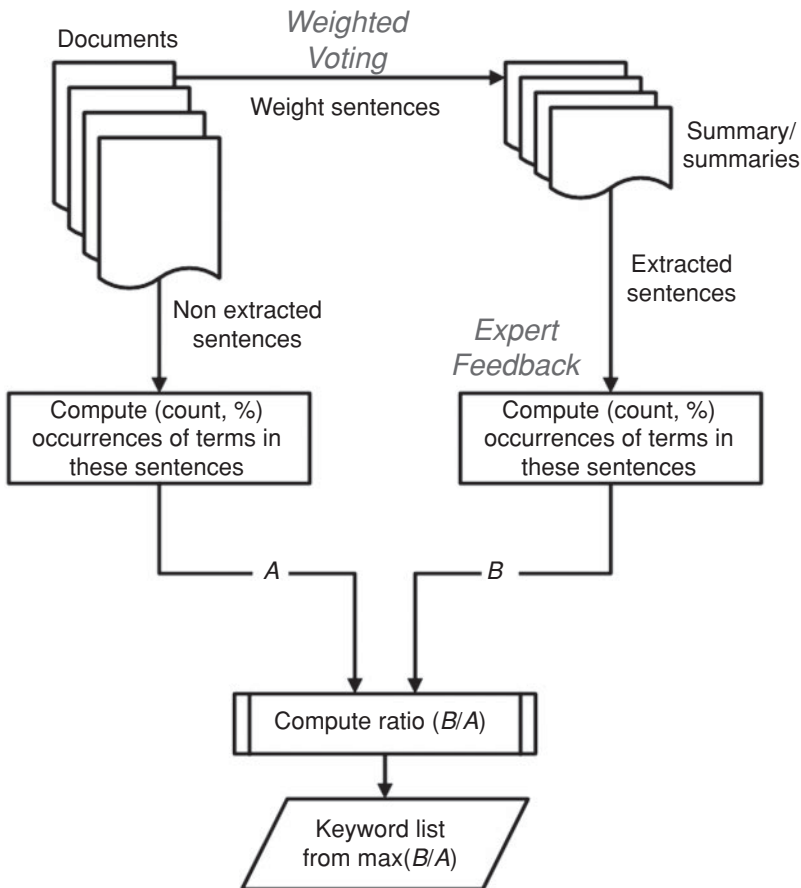 Documents
Weighted
Voting
Weight sentences
Summary/
summaries
Non extracted
sentences
Extracted
sentences
Expert
Feedback
Compute (count, %)
occurrences of terms in
these sentences
Compute (count, %)
occurrences of terms in
these sentences
A
B
Compute ratio (B/A)
Keyword list
from max(B/A)